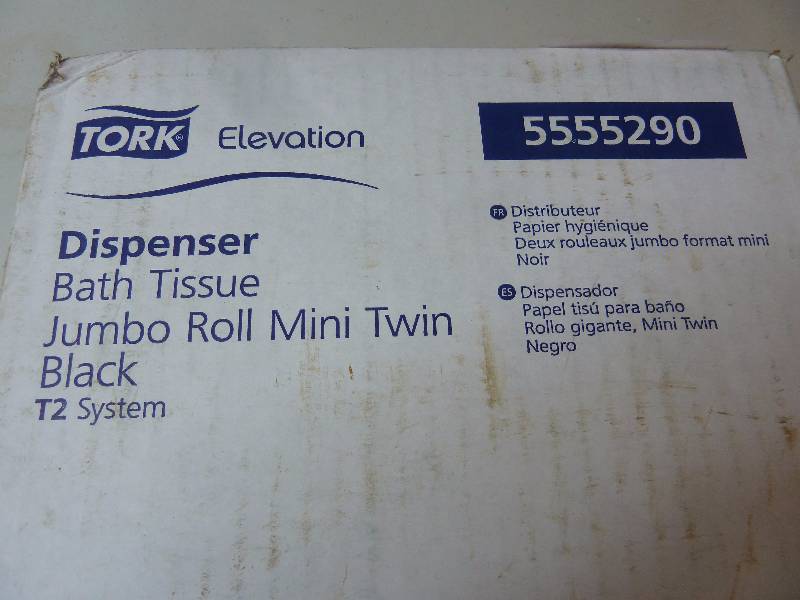 TORK® Elevation
5555290
Dispenser
Bath Tissue
Jumbo Roll Mini Twin
Black
T2 System
FR Distributeur
Papier hygiénique
Deux rouleaux jumbo format mini
Noir
ES Dispensador
Papel tisú para baño
Rollo gigante, Mini Twin
Negro